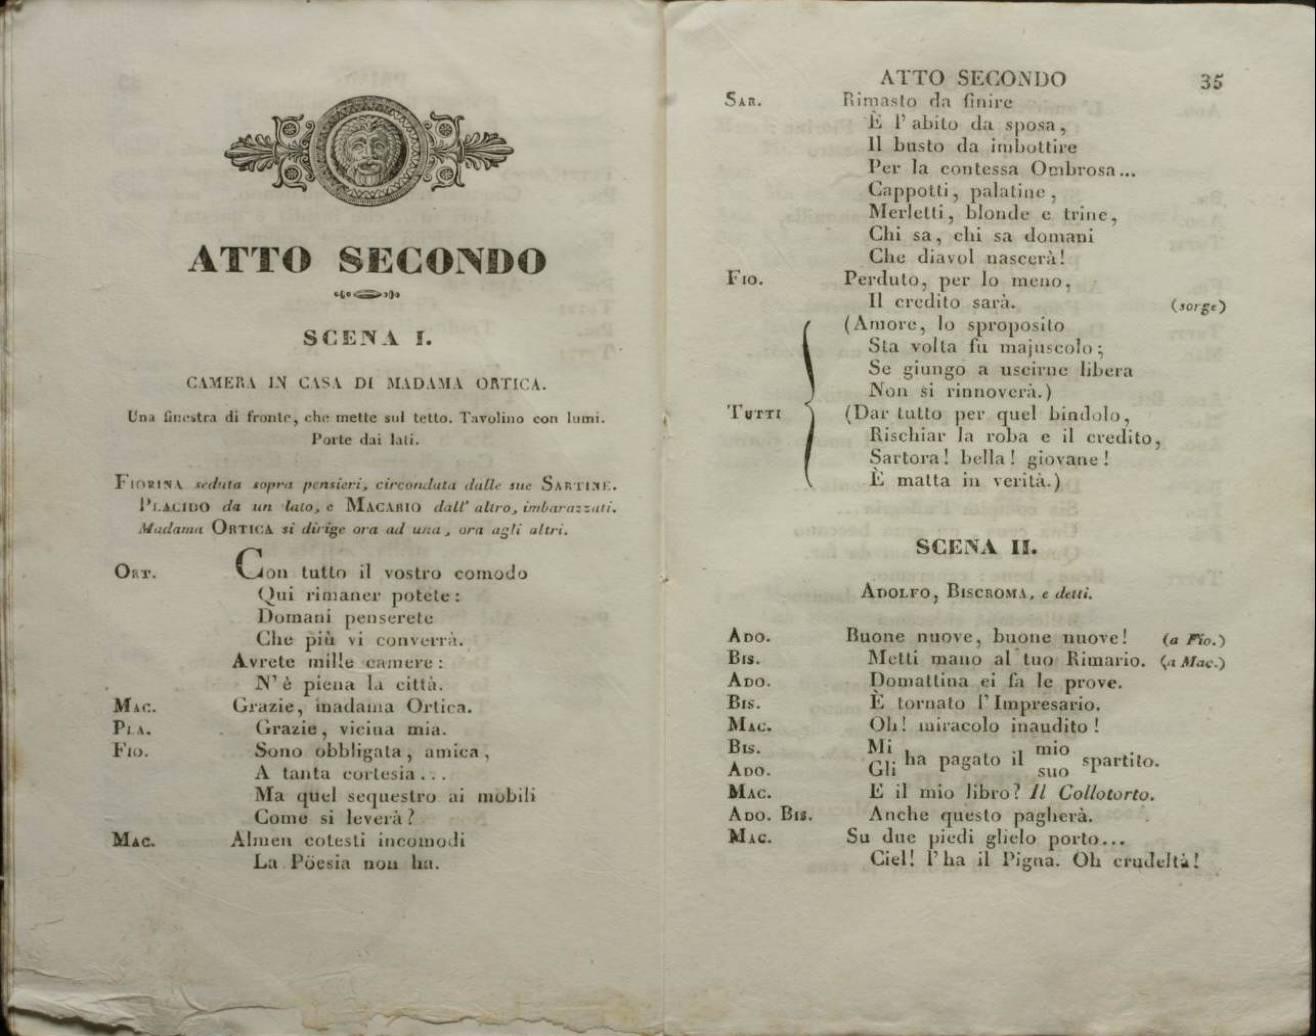 ATTO SECONDO
SCENA I.
CAMERA IN CASA DI MADAMA ORTICA.
Una finestra di fronte, che mette sul tetto. Tavolino con lumi.
Porte dai lati.
FIORINA seduta sopra pensieri, circondata dalle sue SARTINE.
PLACIDO da un lato, e MACARIO dall' altro, imbarazzati.
Madama ORTICA si dirige ora ad una, ora agli altri.
ORT. Con tutto il vostro comodo
Qui rimaner potete:
Domani penserete
Che più vi converrà.
Avrete mille camere:
N' è piena la città.
MAC. Grazie, madama Ortica.
PLA. Grazie, vicina mia.
FIO. Sono obbligata, amica,
A tanta cortesia...
Ma quel sequestro ai mobili
Come si leverà?
MAC. Almen cotesti incomodi
La Pöesia non ha.
ATTO SECONDO 35
SAR. Rimasto da finire
È l' abito da sposa,
Il busto da imbottire
Per la contessa Ombrosa...
Cappotti, palatine,
Merletti, blonde e trine,
Chi sa, chi sa domani
Che diavol nascerà!
FIO. Perduto, per lo meno,
Il credito sarà. (sorge)
(Amore, lo sproposito
Sta volta fu majuscolo;
Se giungo a uscirne libera
Non si rinnoverà.)
TUTTI (Dar tutto per quel bindolo,
Rischiar la roba e il credito,
Sartora! bella! giovane!
È matta in verità.)
SCENA II.
ADOLFO, BISCROMA, e detti.
ADO. Buone nuove, buone nuove! (a Fio.)
BIS. Metti mano al tuo Rimario. (a Mac.)
ADO. Domattina ei fa le prove.
BIS. È tornato l' Impresario.
MAC. Oh! miracolo inaudito!
BIS. Mi ha pagato il mio spartito.
ADO. Gli suo
MAC. E il mio libro? Il Collotorto.
ADO. BIS. Anche questo pagherà.
MAC. Su due piedi glielo porto...
Ciel! l' ha il Pigna. Oh crudeltà!